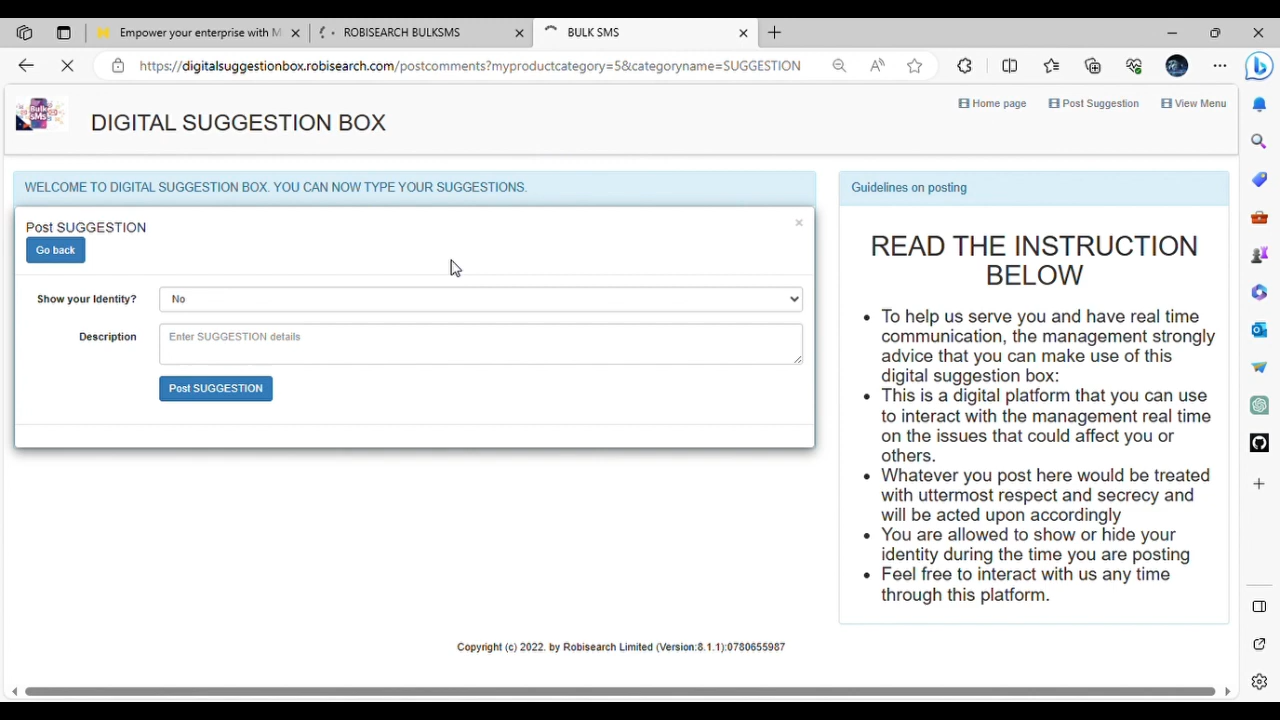 Empower your enterprise with M
ROBISEARCH BULKSMS
BULK SMS
https://digitalsuggestionbox.robisearch.com/postcomments?myproductcategory=5&categoryname=SUGGESTION
Bulk
SMS
DIGITAL SUGGESTION BOX
Home page
Post Suggestion
View Menu
WELCOME TO DIGITAL SUGGESTION BOX. YOU CAN NOW TYPE YOUR SUGGESTIONS.
Post SUGGESTION
×
Go back
Show your Identity?
No
Description
Enter SUGGESTION details
Post SUGGESTION
Guidelines on posting
READ THE INSTRUCTION
BELOW
• To help us serve you and have real time
communication, the management strongly
advice that you can make use of this
digital suggestion box:
• This is a digital platform that you can use
to interact with the management real time
on the issues that could affect you or
others.
• Whatever you post here would be treated
with uttermost respect and secrecy and
will be acted upon accordingly
• You are allowed to show or hide your
identity during the time you are posting
• Feel free to interact with us any time
through this platform.
Copyright (c) 2022. by Robisearch Limited (Version:8.1.1):0780655987